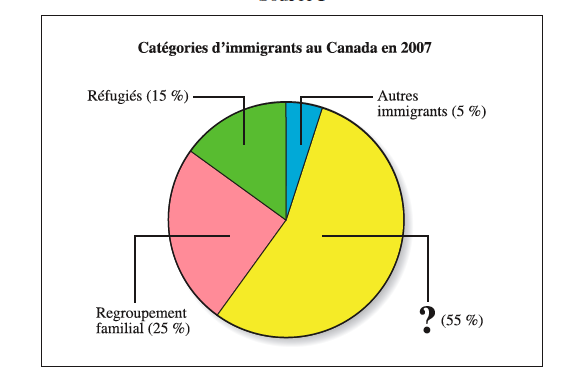 Catégories d'immigrants au Canada en 2007
Réfugiés (15 %)
Autres
immigrants (5 %)
Regroupement
familial (25 %)
? (55 %)